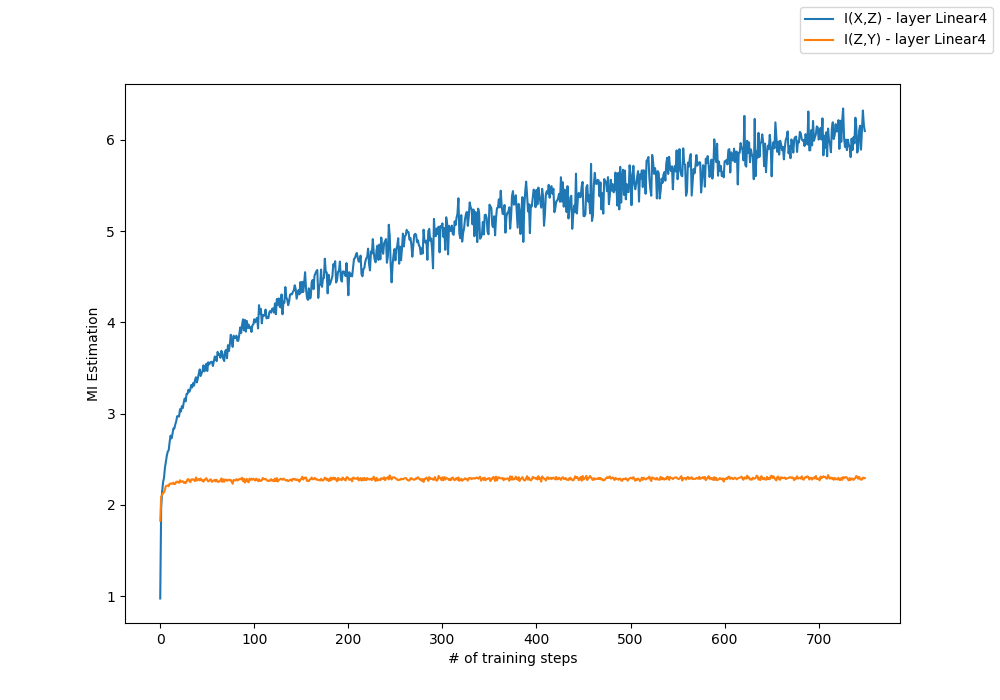 I(X,Z) - layer Linear4
I(Z,Y) - layer Linear4
6
5
4
3
2
1
MI Estimation
0 100 200 300 400 500 600 700
# of training steps